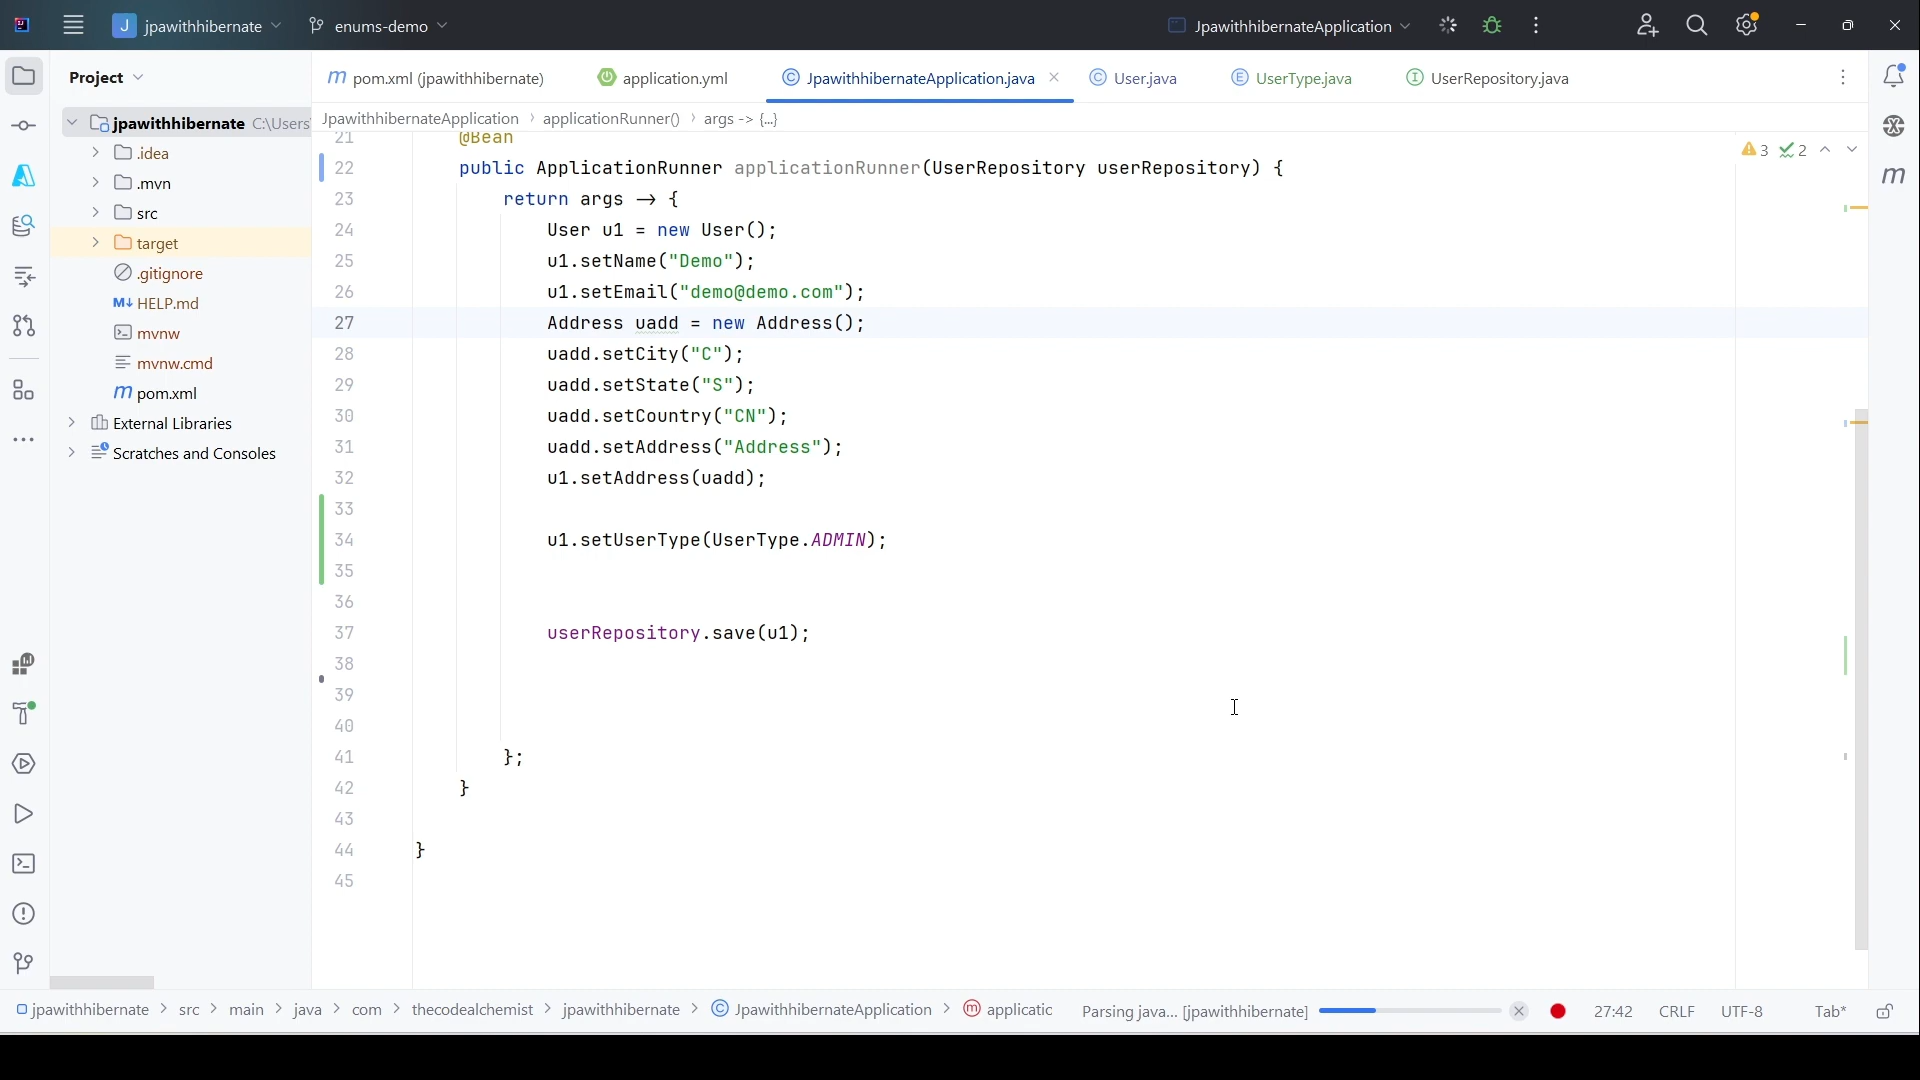 J jpawithhibernate enums-demo JpawithhibernateApplication
Project
pom.xml (jpawithhibernate) application.yml JpawithhibernateApplication.java User.java UserType.java UserRepository.java
jpawithhibernate C:\Users
.idea
.mvn
src
target
.gitignore
HELP.md
mvnw
mvnw.cmd
pom.xml
External Libraries
Scratches and Consoles
JpawithhibernateApplication > applicationRunner() > args -> {...}
3 2
21 @Bean
22 public ApplicationRunner applicationRunner(UserRepository userRepository) {
23 return args → {
24 User u1 = new User();
25 u1.setName("Demo");
26 u1.setEmail("demo@demo.com");
27 Address uadd = new Address();
28 uadd.setCity("C");
29 uadd.setState("S");
30 uadd.setCountry("CN");
31 uadd.setAddress("Address");
32 u1.setAddress(uadd);
33
34 u1.setUserType(UserType.ADMIN);
35
36
37 userRepository.save(u1);
38
39
40
41 };
42 }
43
44 }
45
jpawithhibernate > src > main > java > com > thecodealchemist > jpawithhibernate > JpawithhibernateApplication > applicatic Parsing java... [jpawithhibernate] 27:42 CRLF UTF-8 Tab*